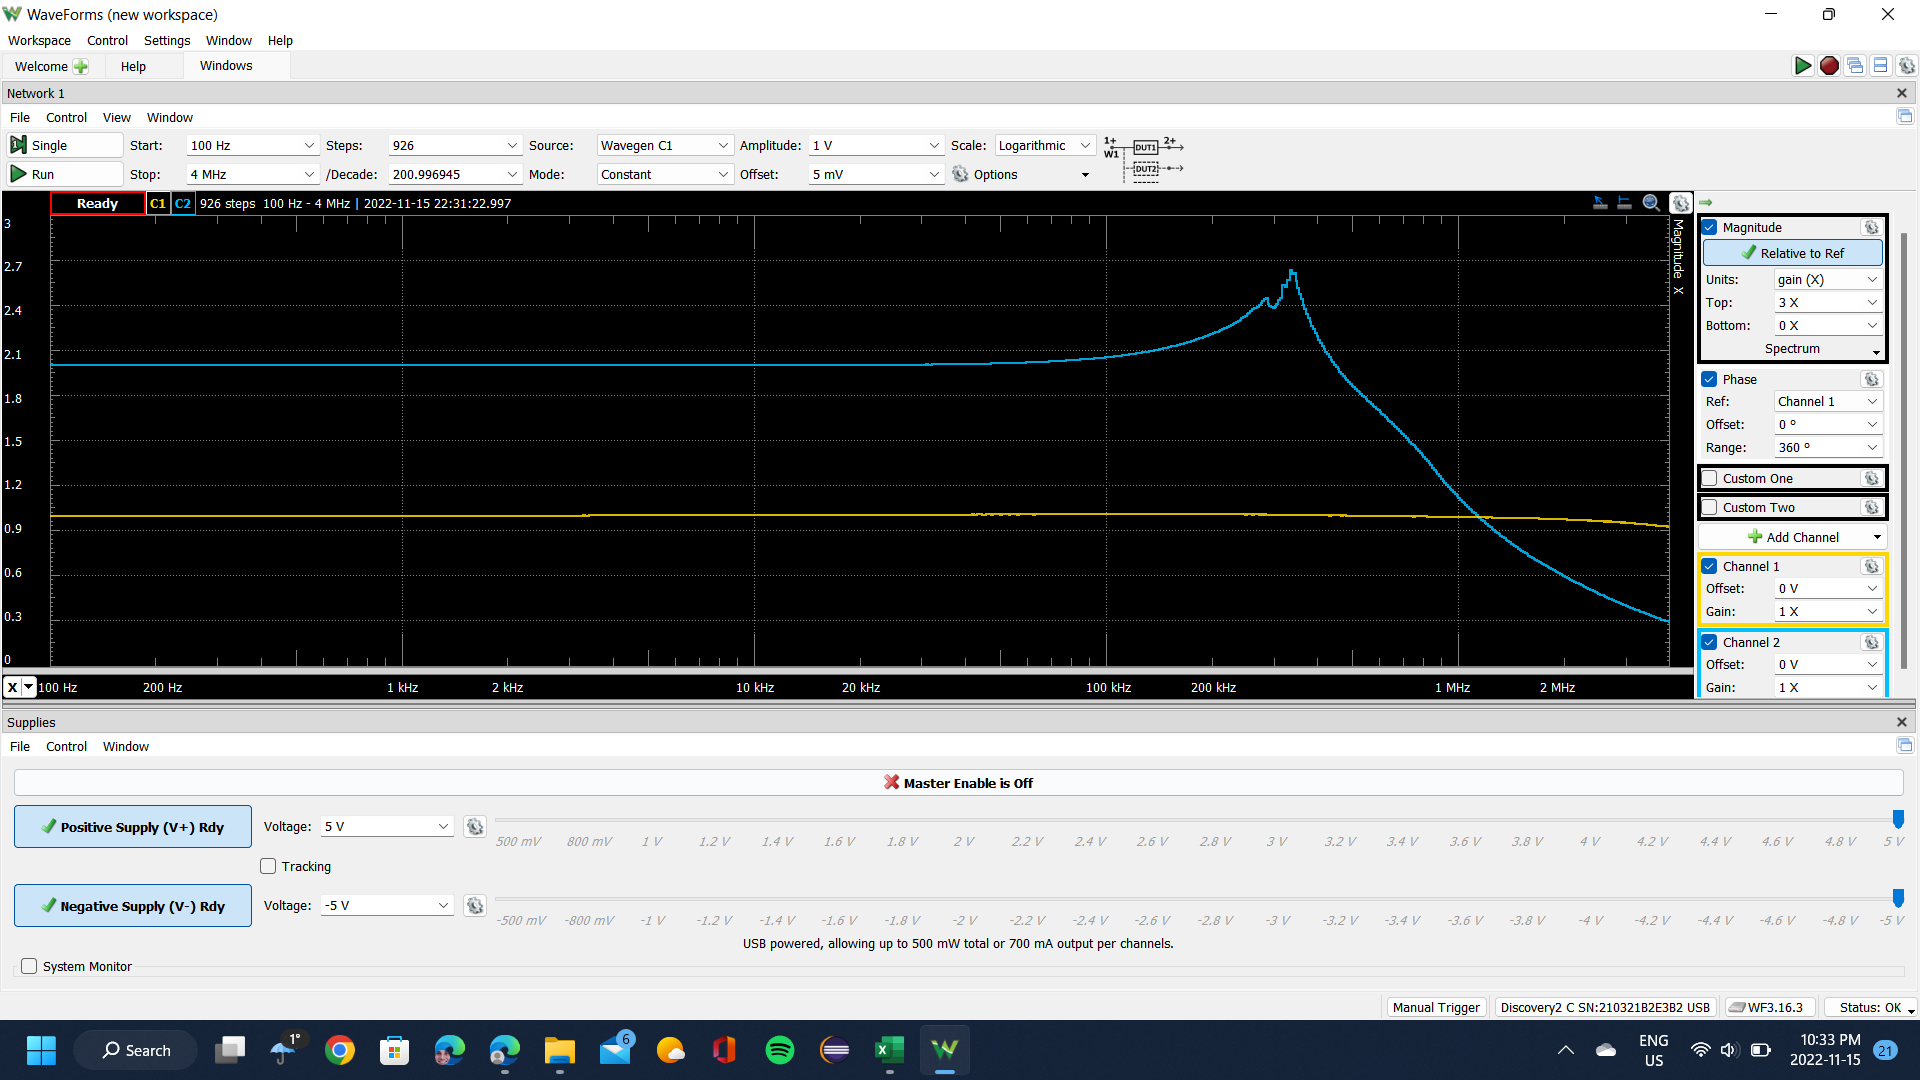 WaveForms (new workspace)
Workspace Control Settings Window Help
Welcome Help Windows
Network 1
File Control View Window
Single Start: 100 Hz Steps: 926 Source: Wavegen C1 Amplitude: 1 V Scale: Logarithmic
Run Stop: 4 MHz /Decade: 200.996945 Mode: Constant Offset: 5 mV Options
1+ W1 DUT1 2+
DUT2
Ready C1 C2 926 steps 100 Hz - 4 MHz | 2022-11-15 22:31:22.997
3
2.7
2.4
2.1
1.8
1.5
1.2
0.9
0.6
0.3
0
Magnitude X
X 100 Hz 200 Hz 1 kHz 2 kHz 10 kHz 20 kHz 100 kHz 200 kHz 1 MHz 2 MHz
Magnitude
Relative to Ref
Units: gain (X)
Top: 3 X
Bottom: 0 X
Spectrum
Phase
Ref: Channel 1
Offset: 0 º
Range: 360 º
Custom One
Custom Two
Add Channel
Channel 1
Offset: 0 V
Gain: 1 X
Channel 2
Offset: 0 V
Gain: 1 X
Supplies
File Control Window
Master Enable is Off
Positive Supply (V+) Rdy Voltage: 5 V
500 mV 800 mV 1 V 1.2 V 1.4 V 1.6 V 1.8 V 2 V 2.2 V 2.4 V 2.6 V 2.8 V 3 V 3.2 V 3.4 V 3.6 V 3.8 V 4 V 4.2 V 4.4 V 4.6 V 4.8 V 5 V
Tracking
Negative Supply (V-) Rdy Voltage: -5 V
-500 mV -800 mV -1 V -1.2 V -1.4 V -1.6 V -1.8 V -2 V -2.2 V -2.4 V -2.6 V -2.8 V -3 V -3.2 V -3.4 V -3.6 V -3.8 V -4 V -4.2 V -4.4 V -4.6 V -4.8 V -5 V
USB powered, allowing up to 500 mW total or 700 mA output per channels.
System Monitor
Manual Trigger Discovery2 C SN:210321B2E3B2 USB WF3.16.3 Status: OK
Search 1° 6 ENG US 10:33 PM 2022-11-15 21